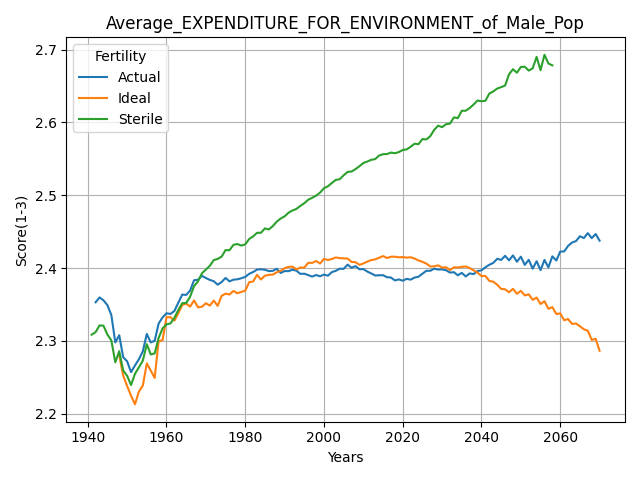 Average_EXPENDITURE_FOR_ENVIRONMENT_of_Male_Pop
Fertility
Actual
Ideal
Sterile
Score(1-3)
2.7
2.6
2.5
2.4
2.3
2.2
1940 1960 1980 2000 2020 2040 2060
Years